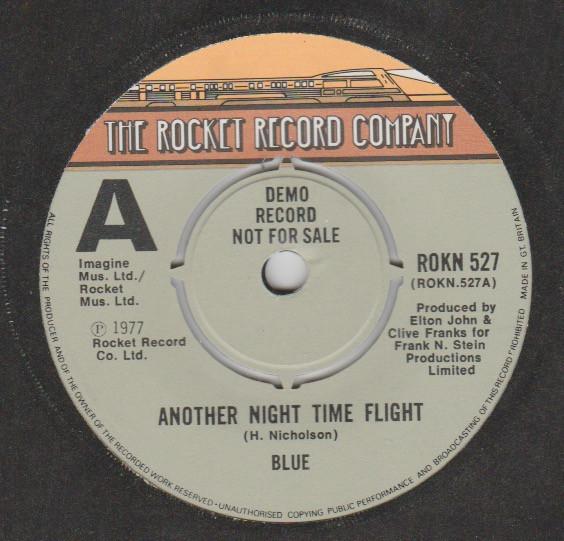 THE ROCKET RECORD COMPANY
A
DEMO
RECORD
NOT FOR SALE
Imagine
Mus. Ltd./
Rocket
Mus. Ltd.
Ⓟ 1977
Rocket Record
Co. Ltd.
ROKN 527
(ROKN.527A)
Produced by
Elton John &
Clive Franks for
Frank N. Stein
Productions
Limited
ANOTHER NIGHT TIME FLIGHT
(H. Nicholson)
BLUE
ALL RIGHTS OF THE PRODUCER AND OF THE OWNER OF THE RECORDED WORK RESERVED · UNAUTHORISED COPYING PUBLIC PERFORMANCE AND BROADCASTING OF THIS RECORD PROHIBITED MADE IN GT. BRITAIN